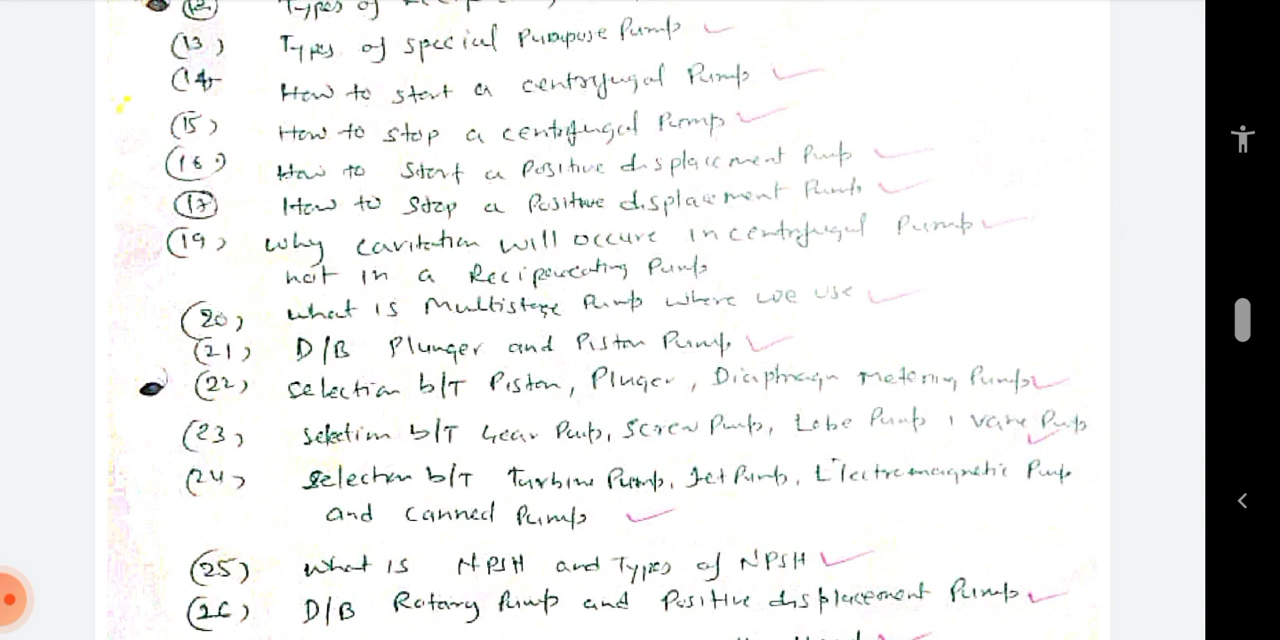 (12) Types of
(13) Types of special Purpose Pump
(14) How to start a centrifugal Pump
(15) How to stop a centrifugal Pump
(16) How to start a Positive displacement Pump
(17) How to stop a Positive displacement Pump
(19) why cavitation will occure in centrifugal Pump
not in a Reciprocating Pump
(20) what is Multistage Pump where we use
(21) D/B Plunger and Piston Pump
(22) selection b/T Piston, Pluger, Diaphragm metering Pump
(23) selection b/T Gear Pump, Screw Pump, Lobe Pump, vane Pump
(24) selection b/T Turbine Pump, Jet Pump, Electromagnetic Pump
and canned Pump
(25) what is NPSH and Types of NPSH
(26) D/B Rotary Pump and Positive displacement Pump